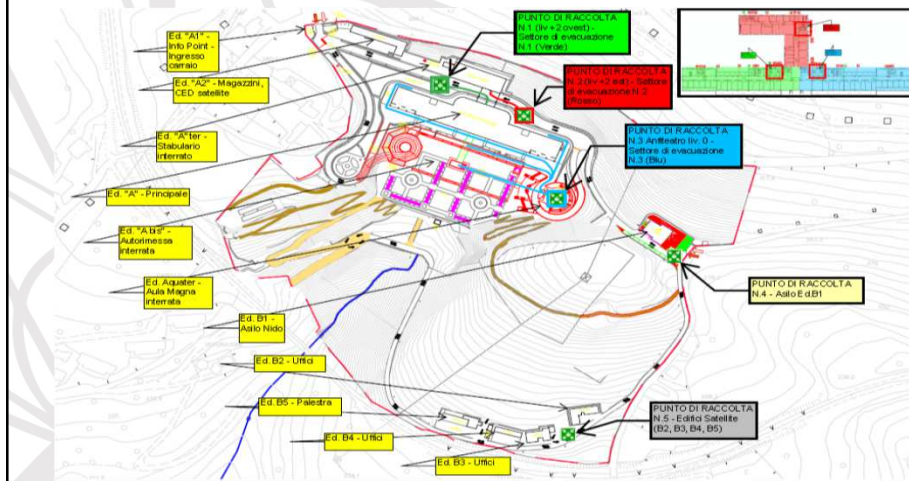 Ed. "A1" -
Info Point -
Ingresso
carraio
Ed. "A2" - Magazzini,
CED satellite
Ed. "A"ter -
Stabulario
interrato
Ed. "A" - Principale
Ed. "A bis" -
Autorimessa
interrata
Ed. Aquater -
Aula Magna
interrata
Ed. B1 -
Asilo Nido
Ed. B2 - Uffici
Ed. B5 - Palestra
Ed. B4 - Uffici
Ed. B3 - Uffici
PUNTO DI RACCOLTA
N.1 (liv +2 ovest) -
Settore di evacuazione
N.1 (Verde)
PUNTO DI RACCOLTA
N.2 (liv +2 est) - Settore
di evacuazione N.2
(Rosso)
PUNTO DI RACCOLTA
N.3 Anfiteatro liv. 0 -
Settore di evacuazione
N.3 (Blu)
PUNTO DI RACCOLTA
N.4 - Asilo Ed.B1
PUNTO DI RACCOLTA
N.5 - Edifici Satellite
(B2, B3, B4, B5)